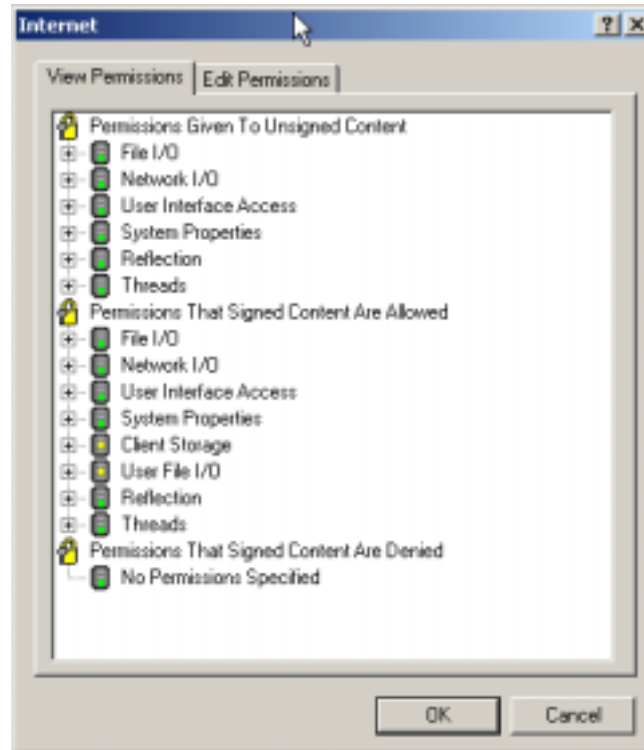 Internet
View Permissions Edit Permissions
Permissions Given To Unsigned Content
File I/O
Network I/O
User Interface Access
System Properties
Reflection
Threads
Permissions That Signed Content Are Allowed
File I/O
Network I/O
User Interface Access
System Properties
Client Storage
User File I/O
Reflection
Threads
Permissions That Signed Content Are Denied
No Permissions Specified
OK Cancel